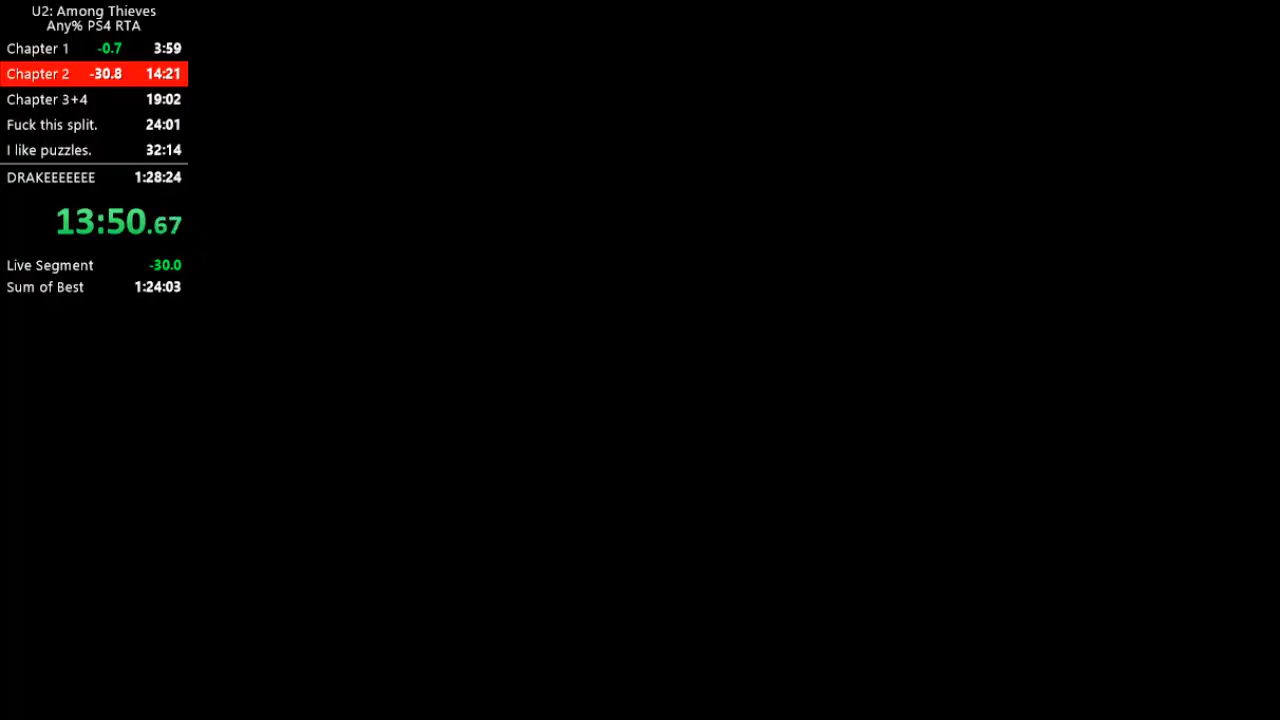 U2: Among Thieves
Any% PS4 RTA
Chapter 1 -0.7 3:59
Chapter 2 -30.8 14:21
Chapter 3+4 19:02
Fuck this split. 24:01
I like puzzles. 32:14
DRAKEEEEEEE 1:28:24
13:50.67
Live Segment -30.0
Sum of Best 1:24:03